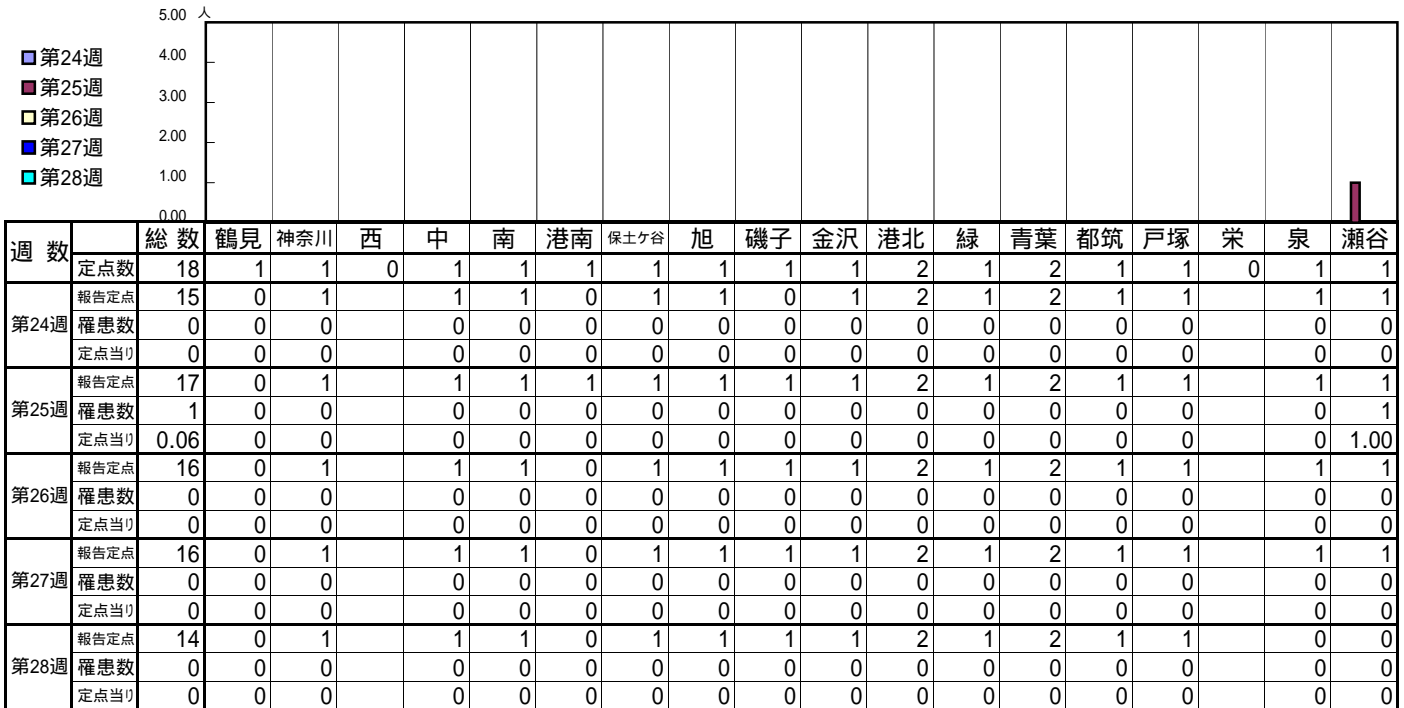 5.00 人
4.00
3.00
2.00
1.00
0.00
第24週
第25週
第26週
第27週
第28週
週 数 総 数 鶴見 神奈川 西 中 南 港南 保土ケ谷 旭 磯子 金沢 港北 緑 青葉 都筑 戸塚 栄 泉 瀬谷
定点数 18 1 1 0 1 1 1 1 1 1 1 2 1 2 1 1 0 1 1
第24週 報告定点 15 0 1 1 1 0 1 1 0 1 2 1 2 1 1 1 1
罹患数 0 0 0 0 0 0 0 0 0 0 0 0 0 0 0 0 0
定点当り 0 0 0 0 0 0 0 0 0 0 0 0 0 0 0 0 0
第25週 報告定点 17 0 1 1 1 1 1 1 1 1 2 1 2 1 1 1 1
罹患数 1 0 0 0 0 0 0 0 0 0 0 0 0 0 0 0 1
定点当り 0.06 0 0 0 0 0 0 0 0 0 0 0 0 0 0 0 1.00
第26週 報告定点 16 0 1 1 1 0 1 1 1 1 2 1 2 1 1 1 1
罹患数 0 0 0 0 0 0 0 0 0 0 0 0 0 0 0 0 0
定点当り 0 0 0 0 0 0 0 0 0 0 0 0 0 0 0 0 0
第27週 報告定点 16 0 1 1 1 0 1 1 1 1 2 1 2 1 1 1 1
罹患数 0 0 0 0 0 0 0 0 0 0 0 0 0 0 0 0 0
定点当り 0 0 0 0 0 0 0 0 0 0 0 0 0 0 0 0 0
第28週 報告定点 14 0 1 1 1 0 1 1 1 1 2 1 2 1 1 0 0
罹患数 0 0 0 0 0 0 0 0 0 0 0 0 0 0 0 0 0
定点当り 0 0 0 0 0 0 0 0 0 0 0 0 0 0 0 0 0